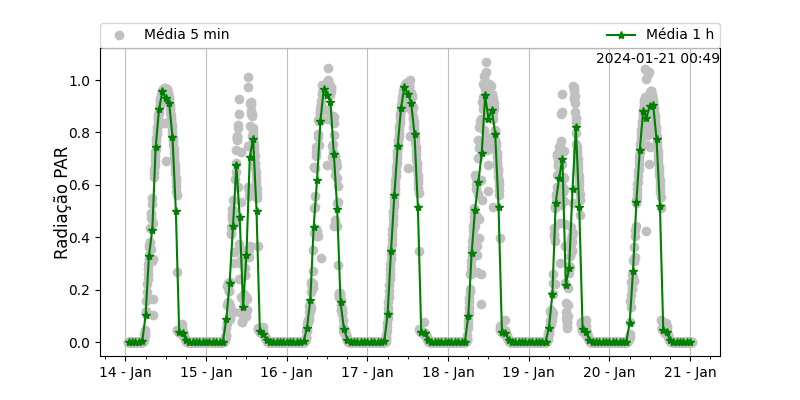 Média 5 min
Média 1 h
2024-01-21 00:49
Radiação PAR
1.0
0.8
0.6
0.4
0.2
0.0
14 - Jan
15 - Jan
16 - Jan
17 - Jan
18 - Jan
19 - Jan
20 - Jan
21 - Jan